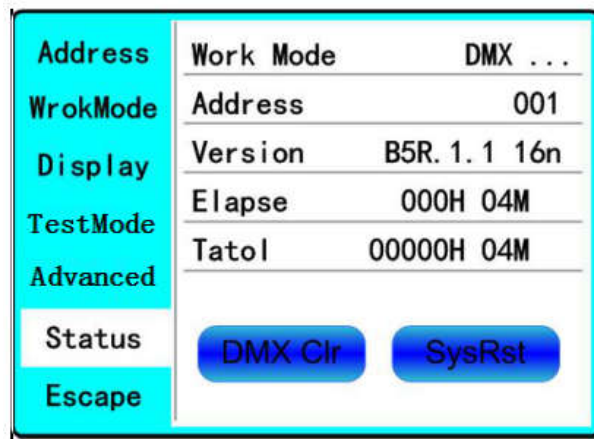 Address
WrokMode
Display
TestMode
Advanced
Status
Escape
Work Mode DMX ...
Address 001
Version B5R.1.1 16n
Elapse 000H 04M
Tatol 00000H 04M
DMX Clr SysRst